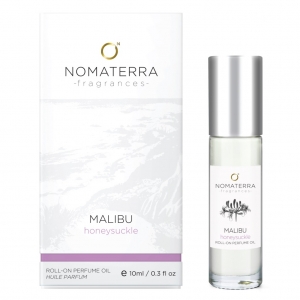 NOMATERRA
-fragrances-
MALIBU
honeysuckle
ROLL-ON PERFUME OIL
HUILE PARFUM
℮ 10ml / 0.3 fl oz
NOMATERRA
-fragrances-
MALIBU
honeysuckle
ROLL-ON PERFUME OIL